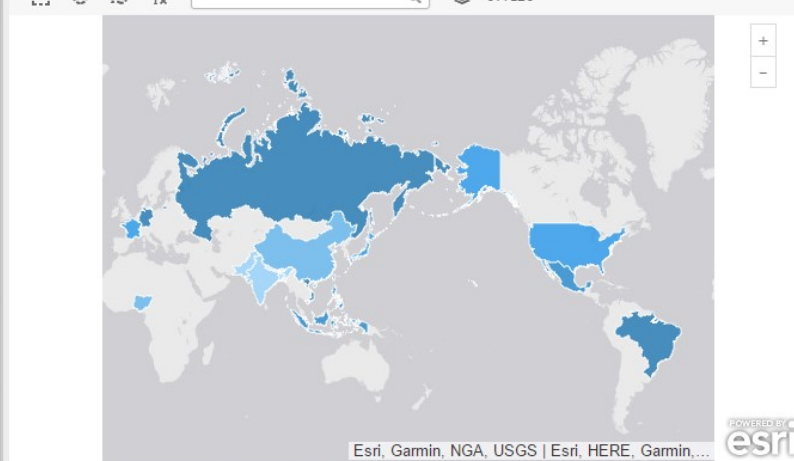 +
−
Esri, Garmin, NGA, USGS | Esri, HERE, Garmin,...
POWERED BY
esri